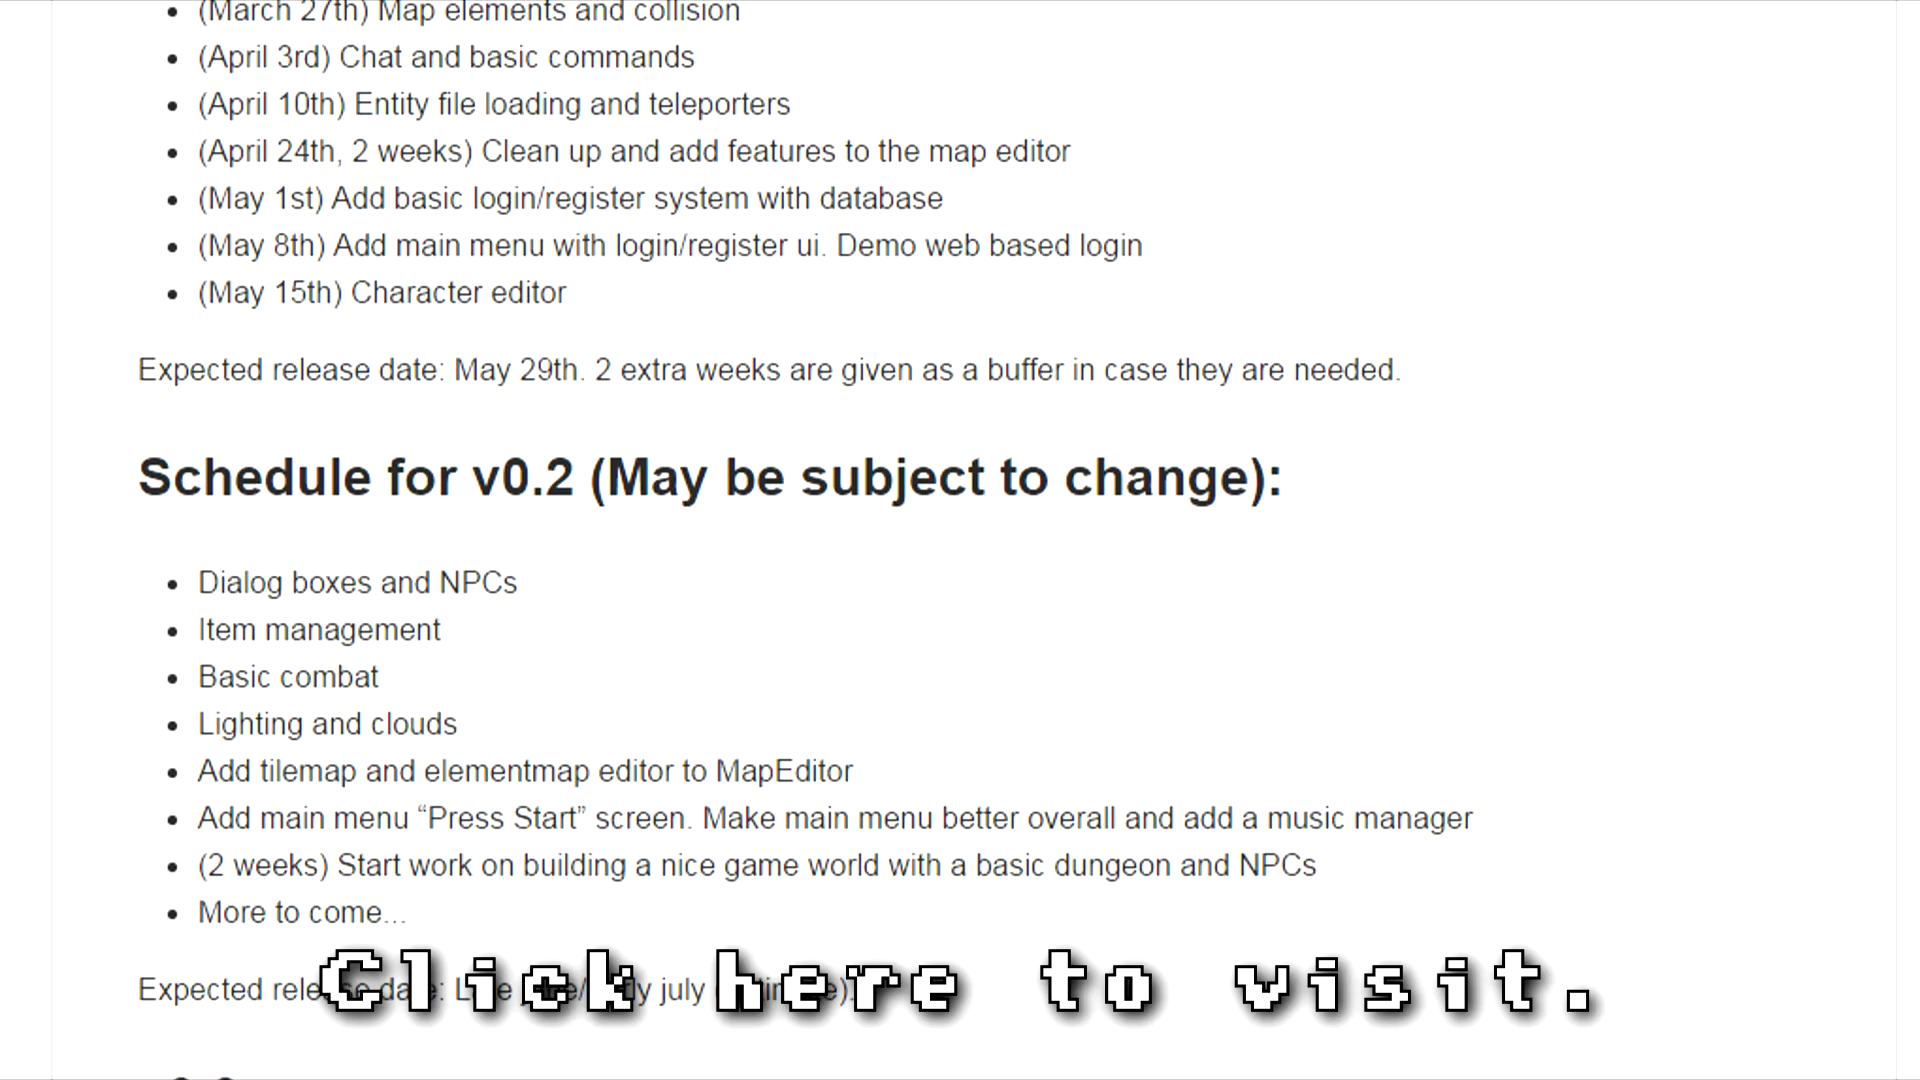 (March 27th) Map elements and collision
(April 3rd) Chat and basic commands
(April 10th) Entity file loading and teleporters
(April 24th, 2 weeks) Clean up and add features to the map editor
(May 1st) Add basic login/register system with database
(May 8th) Add main menu with login/register ui. Demo web based login
(May 15th) Character editor
Expected release date: May 29th. 2 extra weeks are given as a buffer in case they are needed.
Schedule for v0.2 (May be subject to change):
Dialog boxes and NPCs
Item management
Basic combat
Lighting and clouds
Add tilemap and elementmap editor to MapEditor
Add main menu “Press Start” screen. Make main menu better overall and add a music manager
(2 weeks) Start work on building a nice game world with a basic dungeon and NPCs
More to come...
Expected release date: july
Click here to visit.